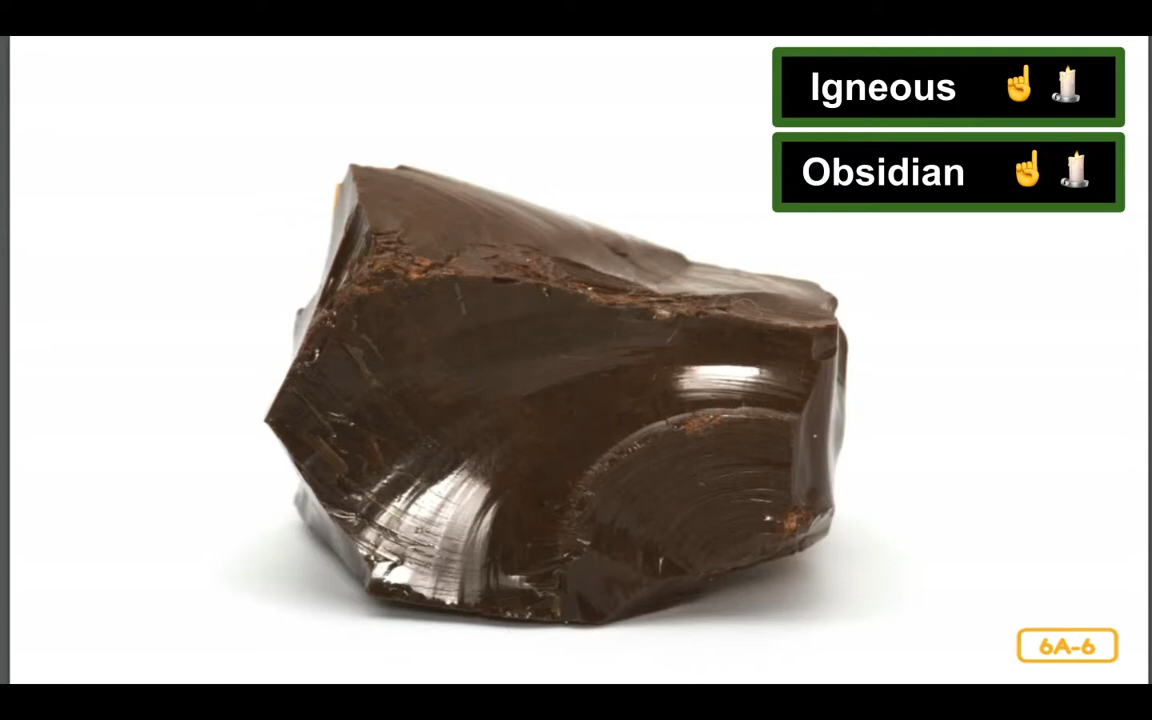 Igneous ☝️ 🕯️
Obsidian ☝️ 🕯️
6A-6